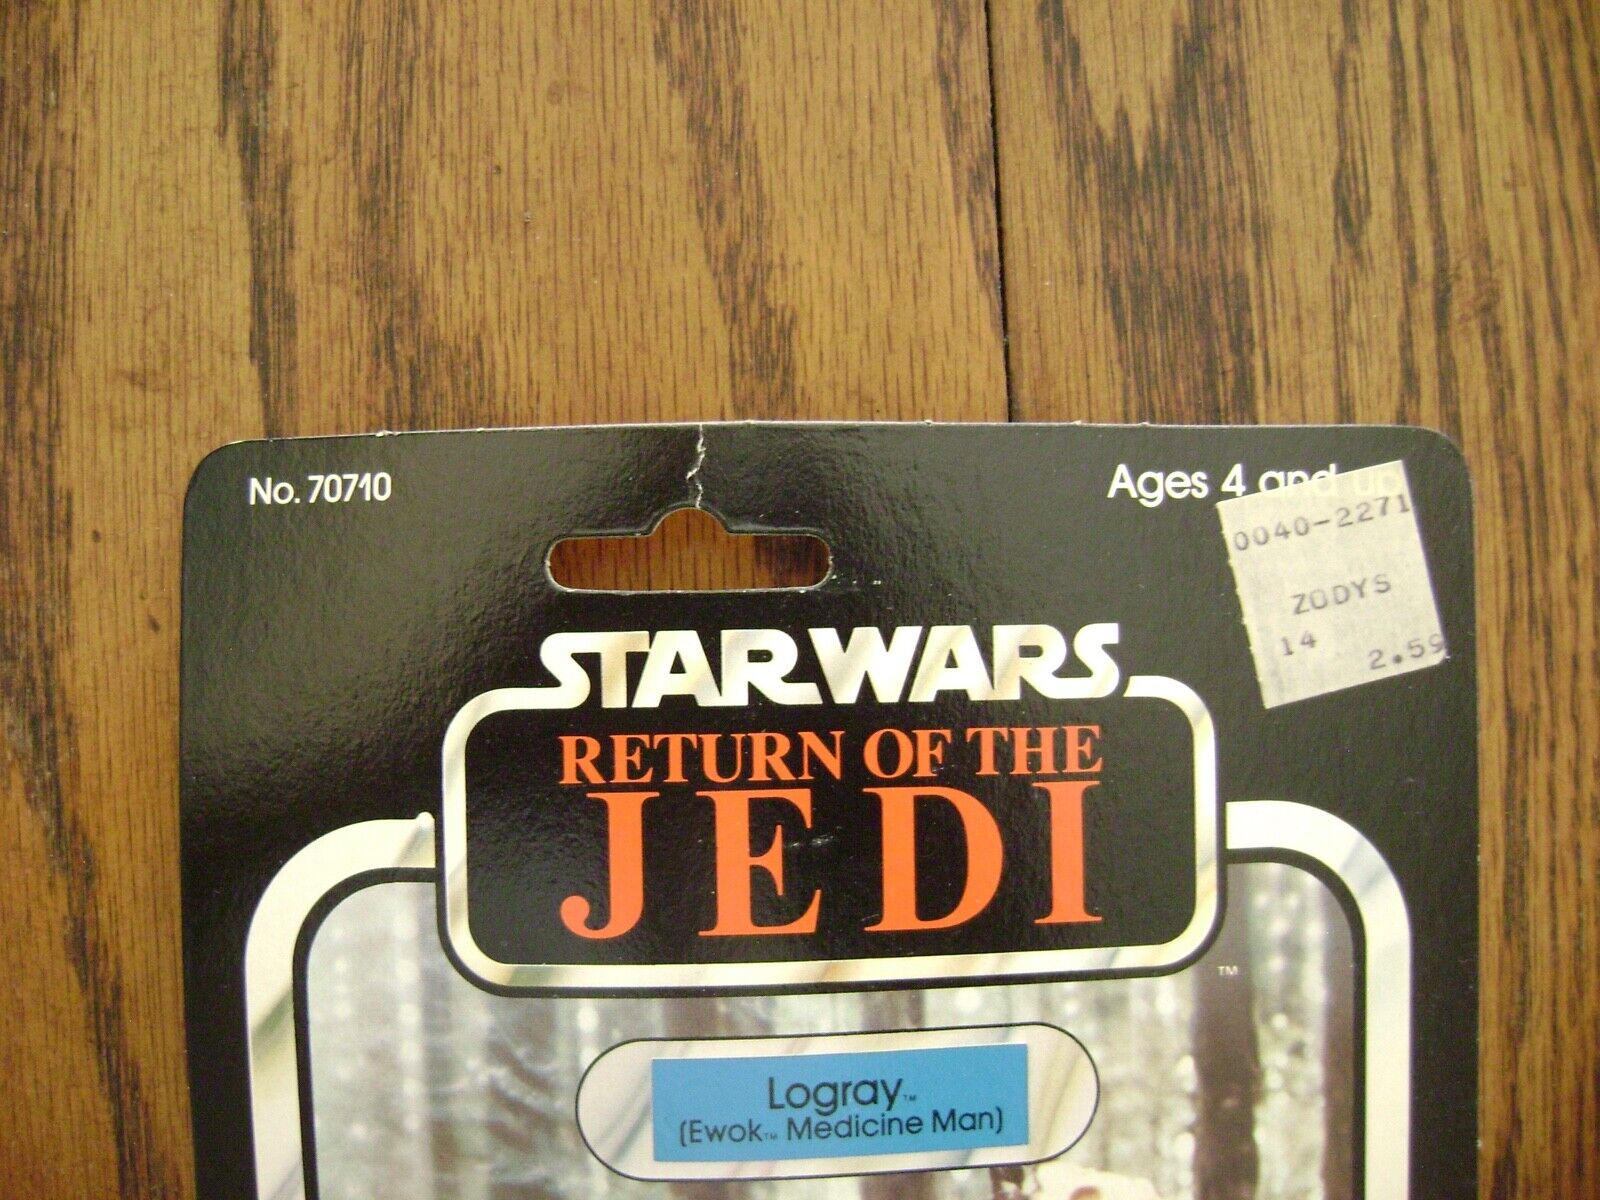 No. 70710
Ages 4 and up
0040-2271
ZODYS
14 2.59
STAR WARS
RETURN OF THE
JEDI
TM
Logray™
(Ewok™ Medicine Man)